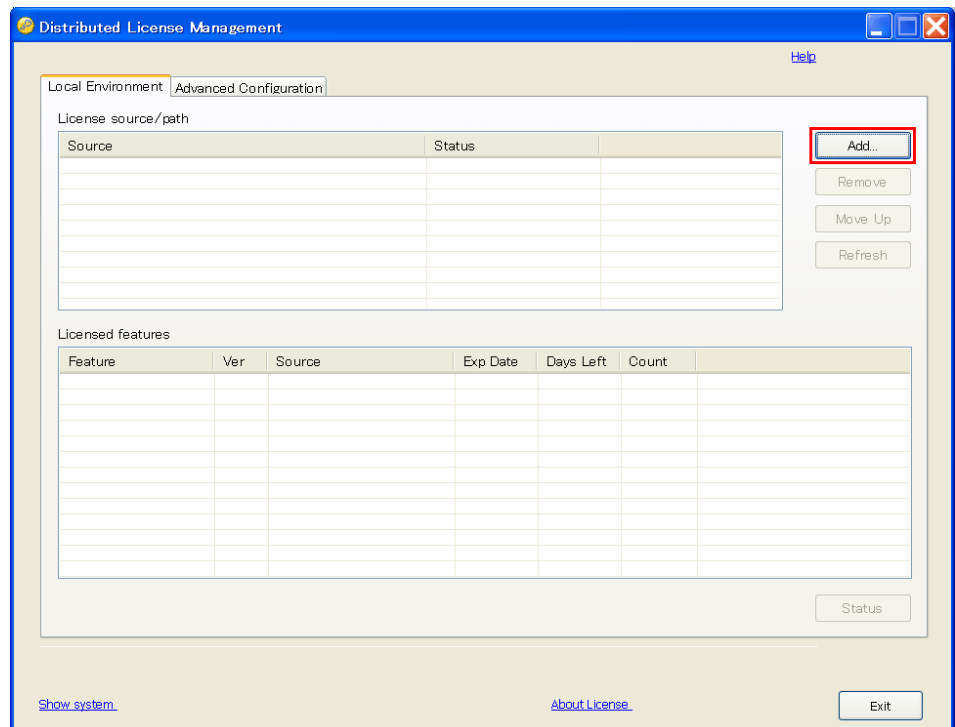 Distributed License Management
Help
Local Environment Advanced Configuration
License source/path
Source Status
Add...
Remove
Move Up
Refresh
Licensed features
Feature Ver Source Exp Date Days Left Count
Status
Show system About License Exit